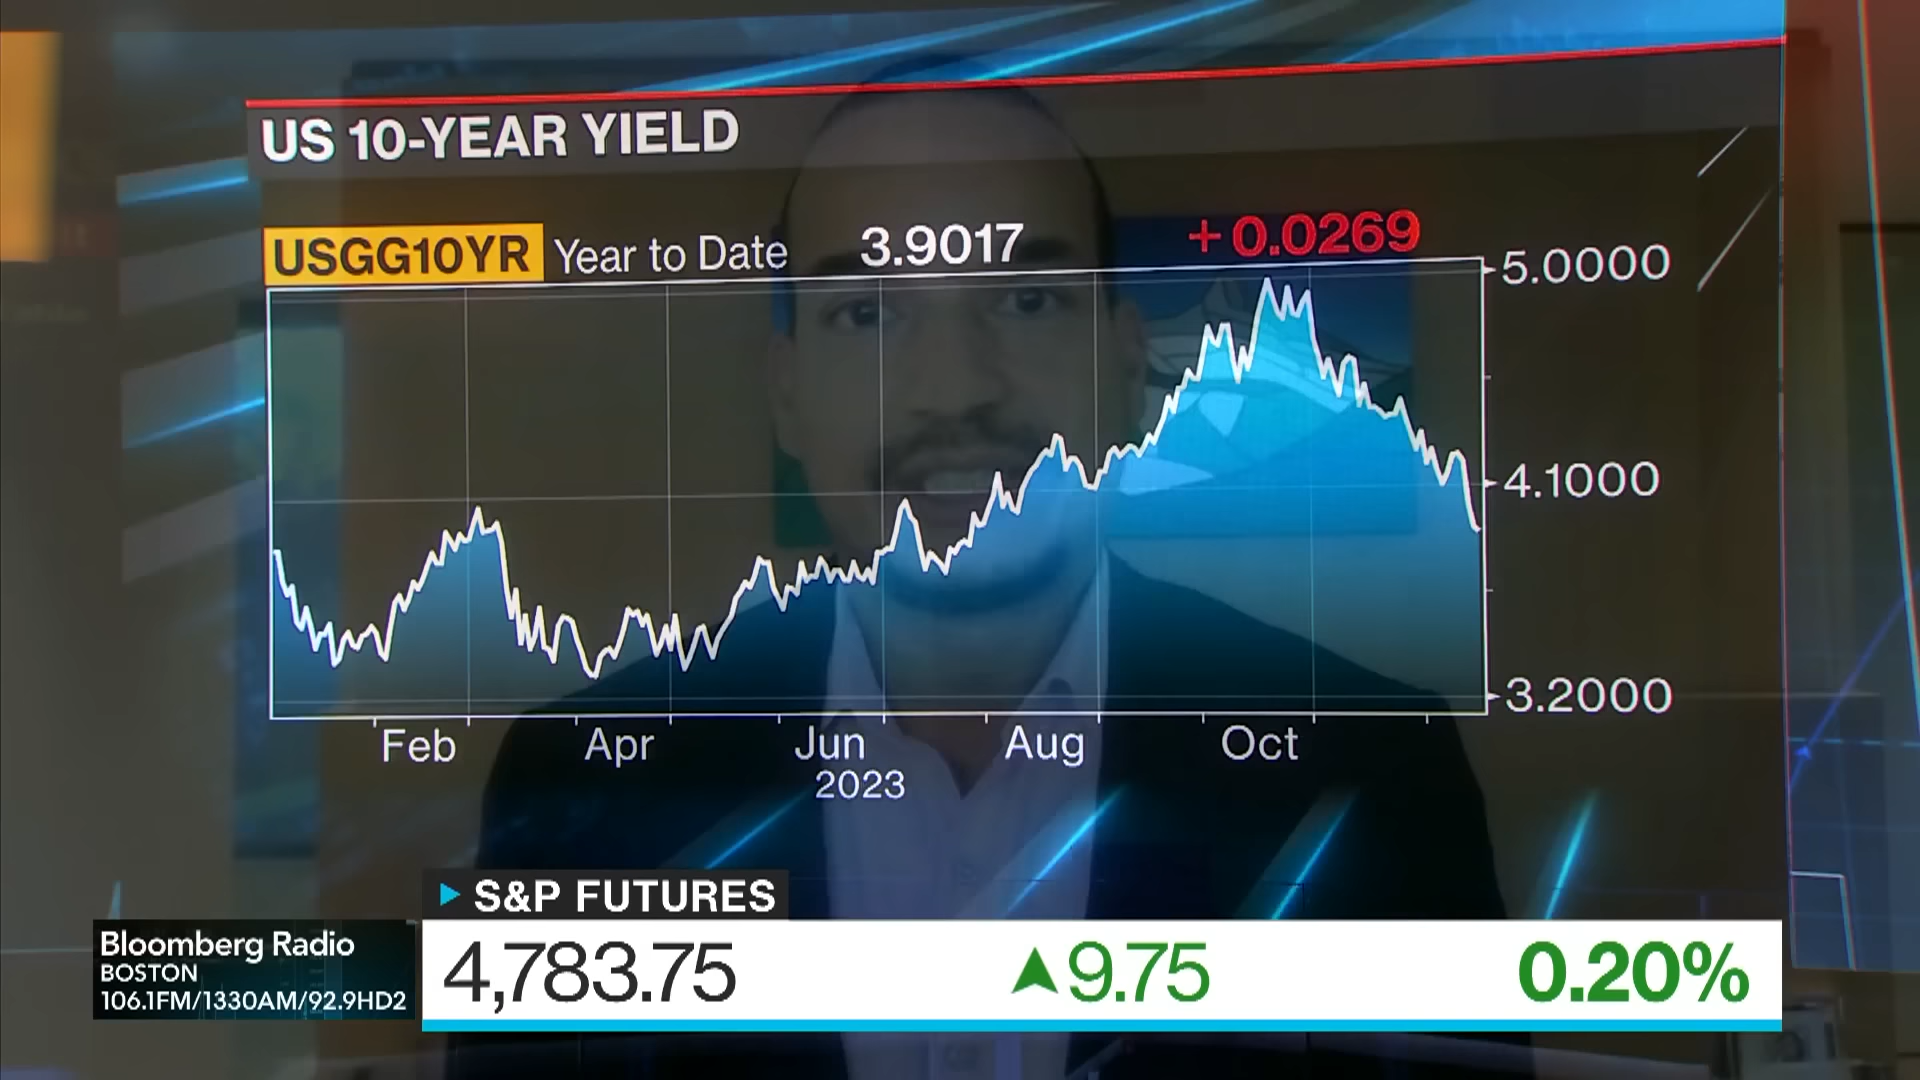 US 10-YEAR YIELD
USGG10YR Year to Date 3.9017 +0.0269
5.0000
4.1000
3.2000
Feb Apr Jun Aug Oct
2023
S&P FUTURES
4,783.75 9.75 0.20%
Bloomberg Radio
BOSTON
106.1FM/1330AM/92.9HD2